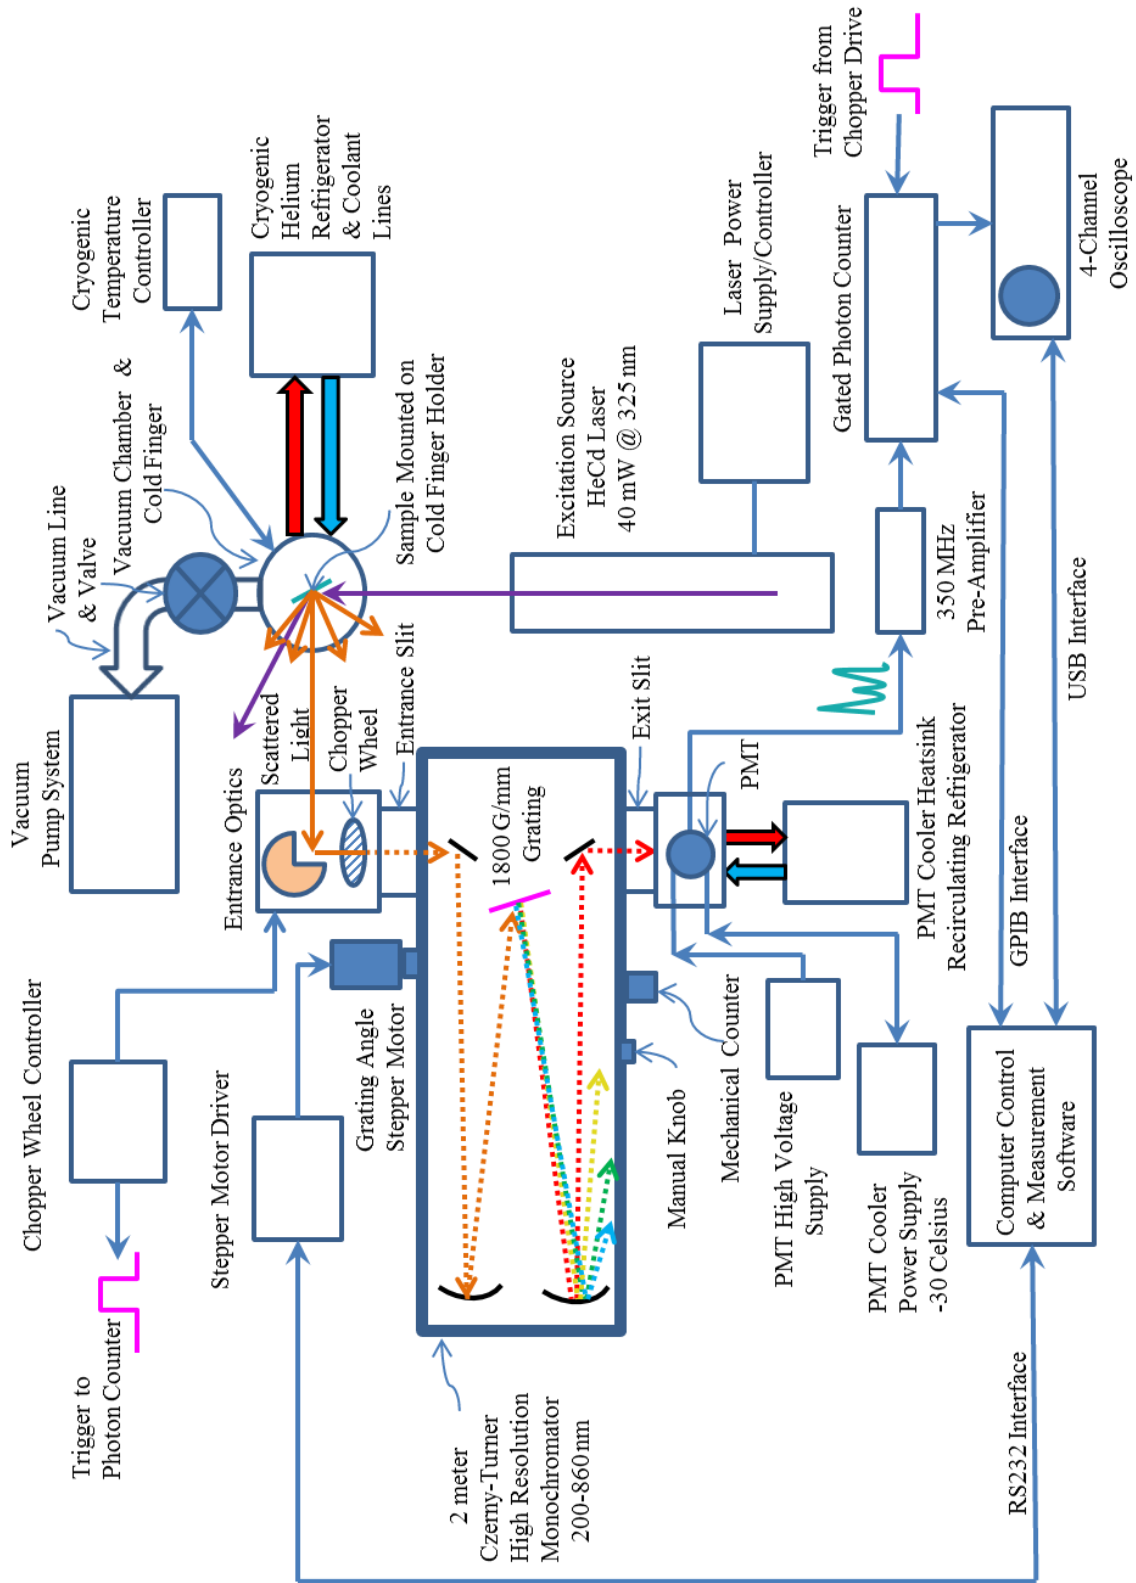 Trigger to
Photon Counter
Chopper Wheel Controller
Entrance Optics
Vacuum
Pump System
Vacuum Line
& Valve
Vacuum Chamber &
Cold Finger
Cryogenic
Temperature
Controller
Stepper Motor Driver
Grating Angle
Stepper Motor
Scattered
Light
Chopper
Wheel
Entrance Slit
Cryogenic
Helium
Refrigerator
& Coolant
Lines
Sample Mounted on
Cold Finger Holder
2 meter
Czerny-Turner
High Resolution
Monochromator
200-860 nm
1800 G/mm
Grating
Excitation Source
HeCd Laser
40 mW @ 325 nm
Laser Power
Supply/Controller
Manual Knob
Mechanical Counter
Exit Slit
PMT
PMT High Voltage
Supply
PMT Cooler
Power Supply
-30 Celsius
PMT Cooler Heatsink
Recirculating Refrigerator
350 MHz
Pre-Amplifier
Gated Photon Counter
Trigger from
Chopper Drive
RS232 Interface
Computer Control
& Measurement
Software
GPIB Interface
USB Interface
4-Channel
Oscilloscope